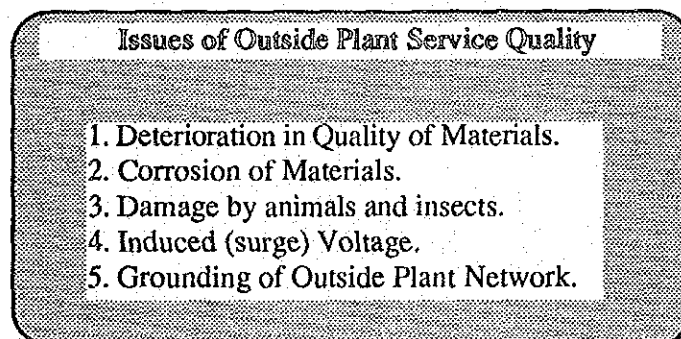 Issues of Outside Plant Service Quality
1. Deterioration in Quality of Materials.
2. Corrosion of Materials.
3. Damage by animals and insects.
4. Induced (surge) Voltage.
5. Grounding of Outside Plant Network.